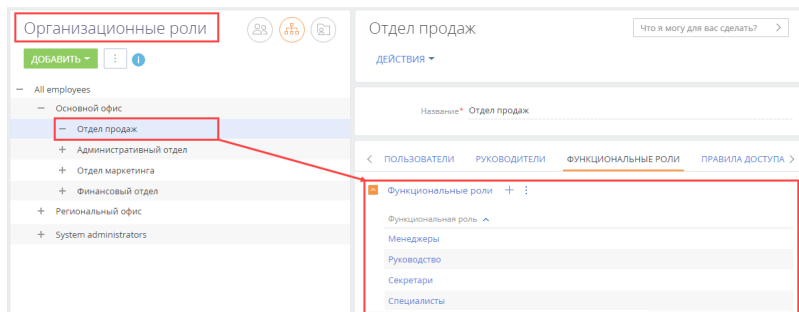 Организационные роли
ДОБАВИТЬ
All employees
Основной офис
Отдел продаж
Административный отдел
Отдел маркетинга
Финансовый отдел
Региональный офис
System administrators
Отдел продаж
Что я могу для вас сделать? >
ДЕЙСТВИЯ
Название* Отдел продаж
< ПОЛЬЗОВАТЕЛИ РУКОВОДИТЕЛИ ФУНКЦИОНАЛЬНЫЕ РОЛИ ПРАВИЛА ДОСТУПА >
Функциональные роли + ⋮
Функциональная роль
Менеджеры
Руководство
Секретари
Специалисты